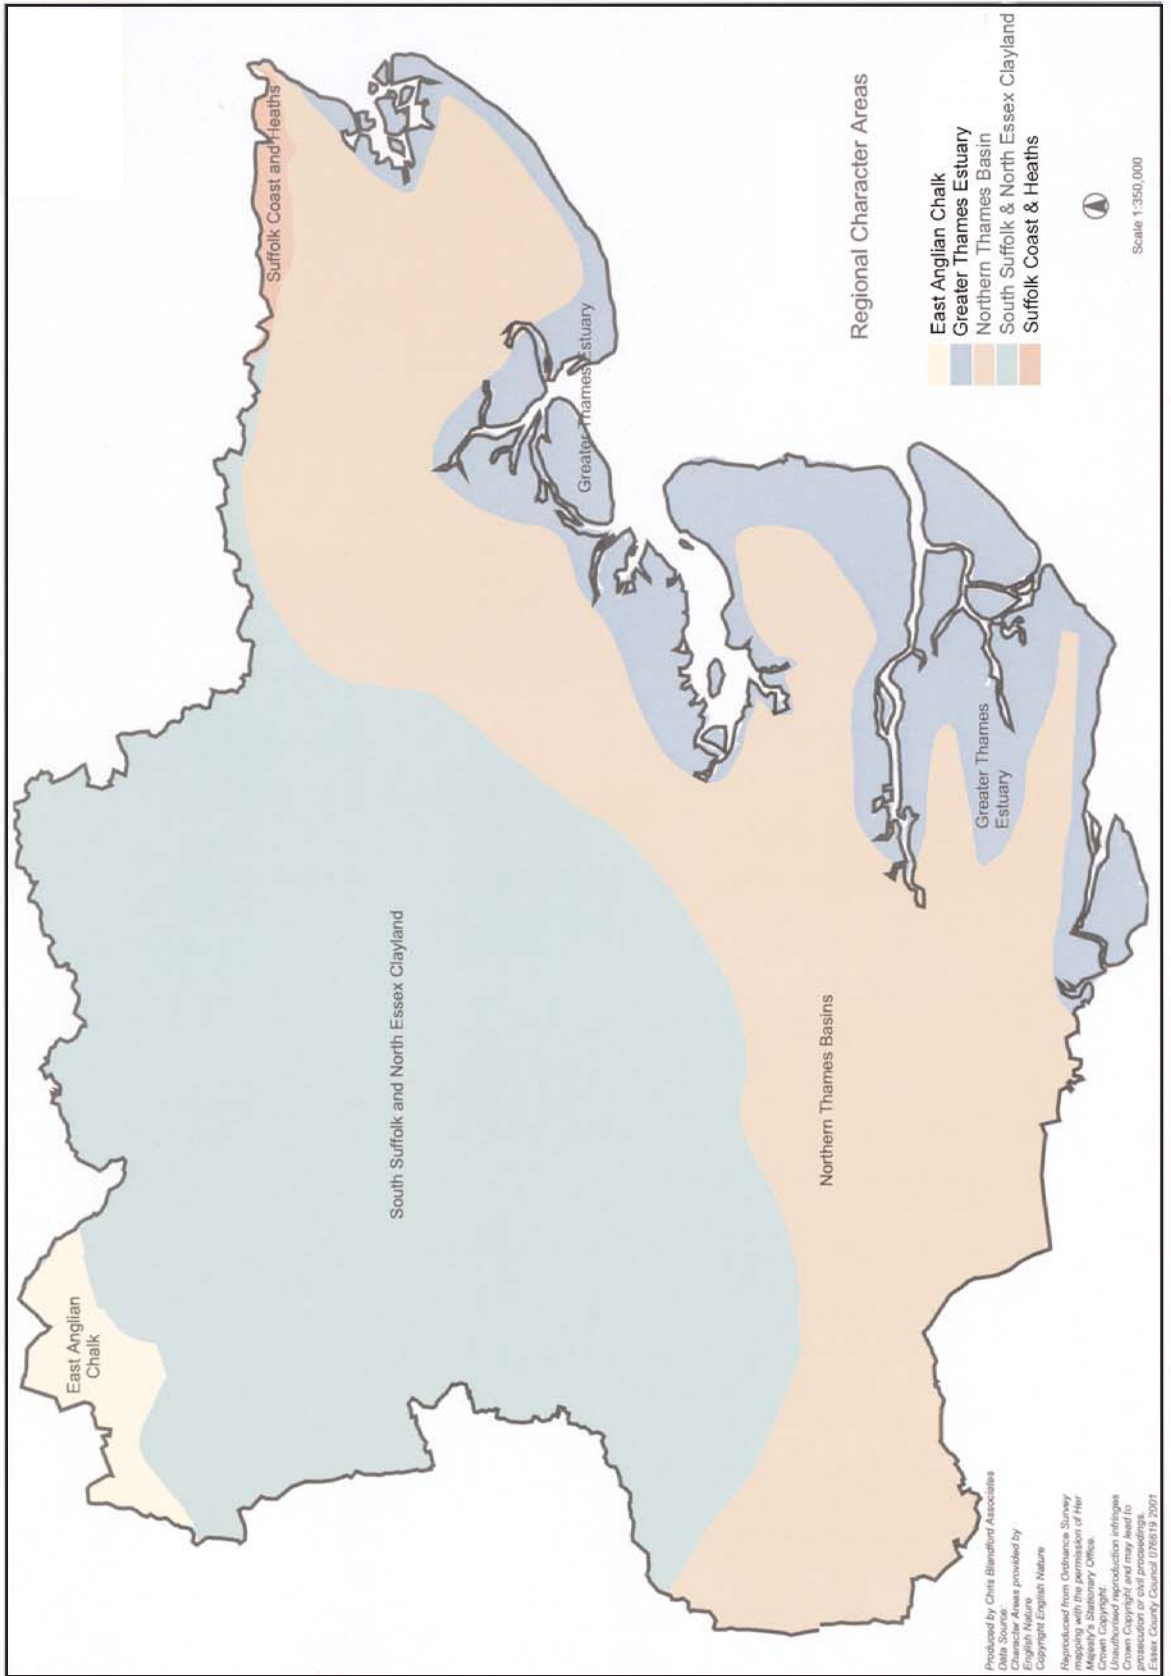 East Anglian
Chalk
Suffolk Coast and Heaths
South Suffolk and North Essex Clayland
Greater Thames Estuary
Northern Thames Basins
Greater Thames
Estuary
Regional Character Areas
East Anglian Chalk
Greater Thames Estuary
Northern Thames Basin
South Suffolk & North Essex Clayland
Suffolk Coast & Heaths
Scale 1:350,000
Produced by Chris Blandford Associates
Data Source:
Character Areas provided by
English Nature
Copyright English Nature
Reproduced from Ordnance Survey
mapping with the permission of Her
Majesty's Stationary Office.
Crown Copyright.
Unauthorised reproduction infringes
Crown Copyright and may lead to
prosecution or civil proceedings.
Essex County Council 076619 2001